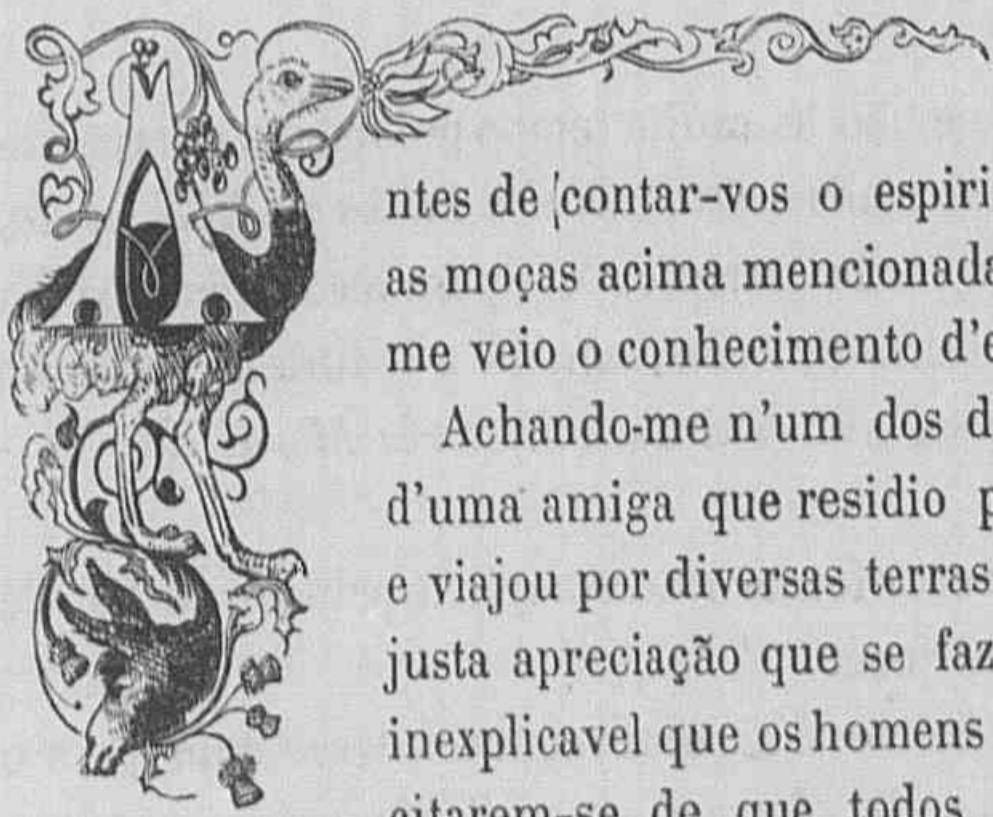 Antes de contar-vos o espiri
as moças acima mencionada
me veio o conhecimento d'e
Achando-me n'um dos d
d'uma amiga que residio p
e viajou por diversas terras
justa apreciação que se faz
inexplicavel que os homens
citarem-se de que todos